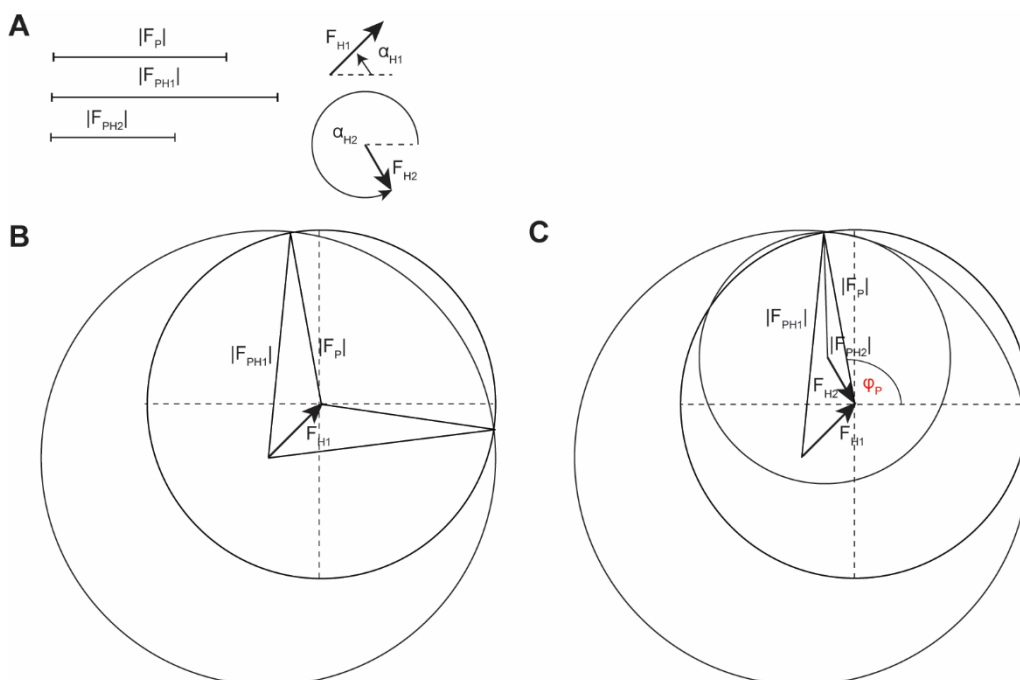 A
|F_P|
|F_PH1|
|F_PH2|
F_H1
α_H1
α_H2
F_H2
B
|F_PH1|
|F_P|
F_H1
C
|F_P|
|F_PH1|
|F_PH2|
F_H2
φ_P
F_H1